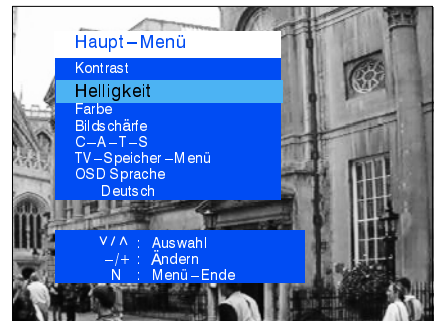 Haupt–Menü
Kontrast
Helligkeit
Farbe
Bildschärfe
C–A–T–S
TV–Speicher–Menü
OSD Sprache
Deutsch
∨/∧ : Auswahl
–/+ : Ändern
N : Menü–Ende